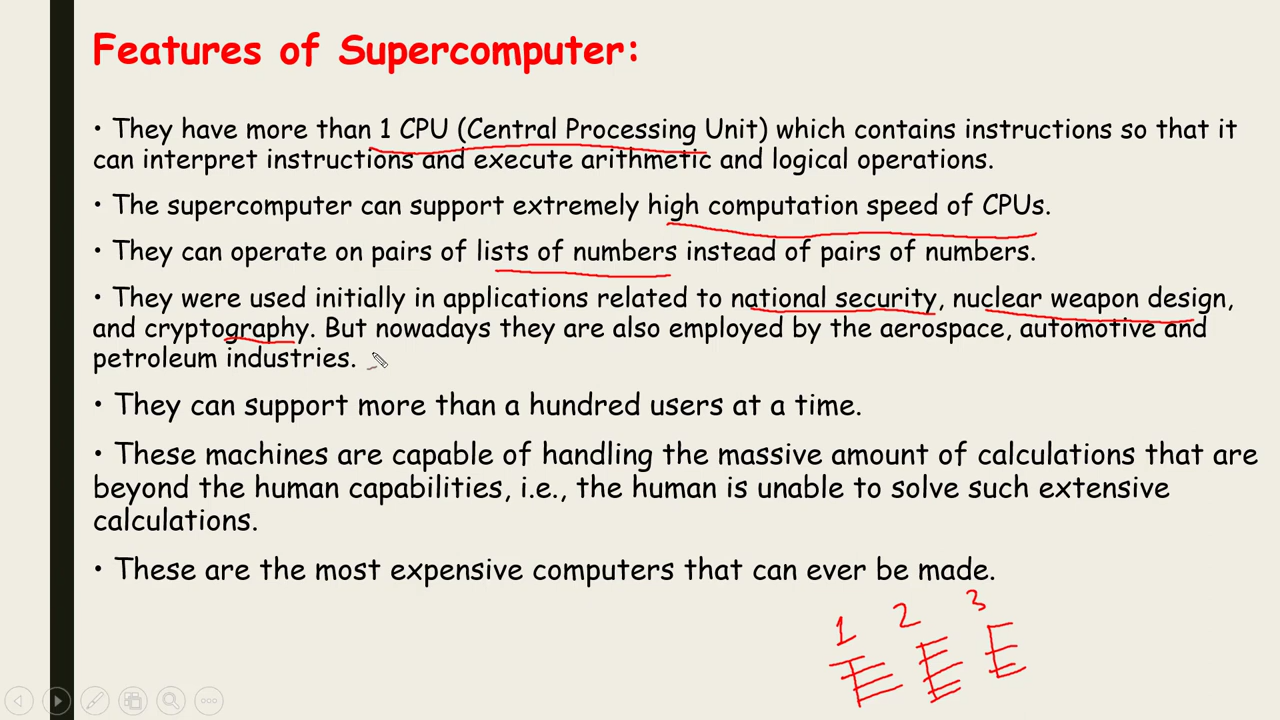 Features of Supercomputer:
• They have more than 1 CPU (Central Processing Unit) which contains instructions so that it
can interpret instructions and execute arithmetic and logical operations.
• The supercomputer can support extremely high computation speed of CPUs.
• They can operate on pairs of lists of numbers instead of pairs of numbers.
• They were used initially in applications related to national security, nuclear weapon design,
and cryptography. But nowadays they are also employed by the aerospace, automotive and
petroleum industries.
• They can support more than a hundred users at a time.
• These machines are capable of handling the massive amount of calculations that are
beyond the human capabilities, i.e., the human is unable to solve such extensive
calculations.
• These are the most expensive computers that can ever be made.
1 2 3